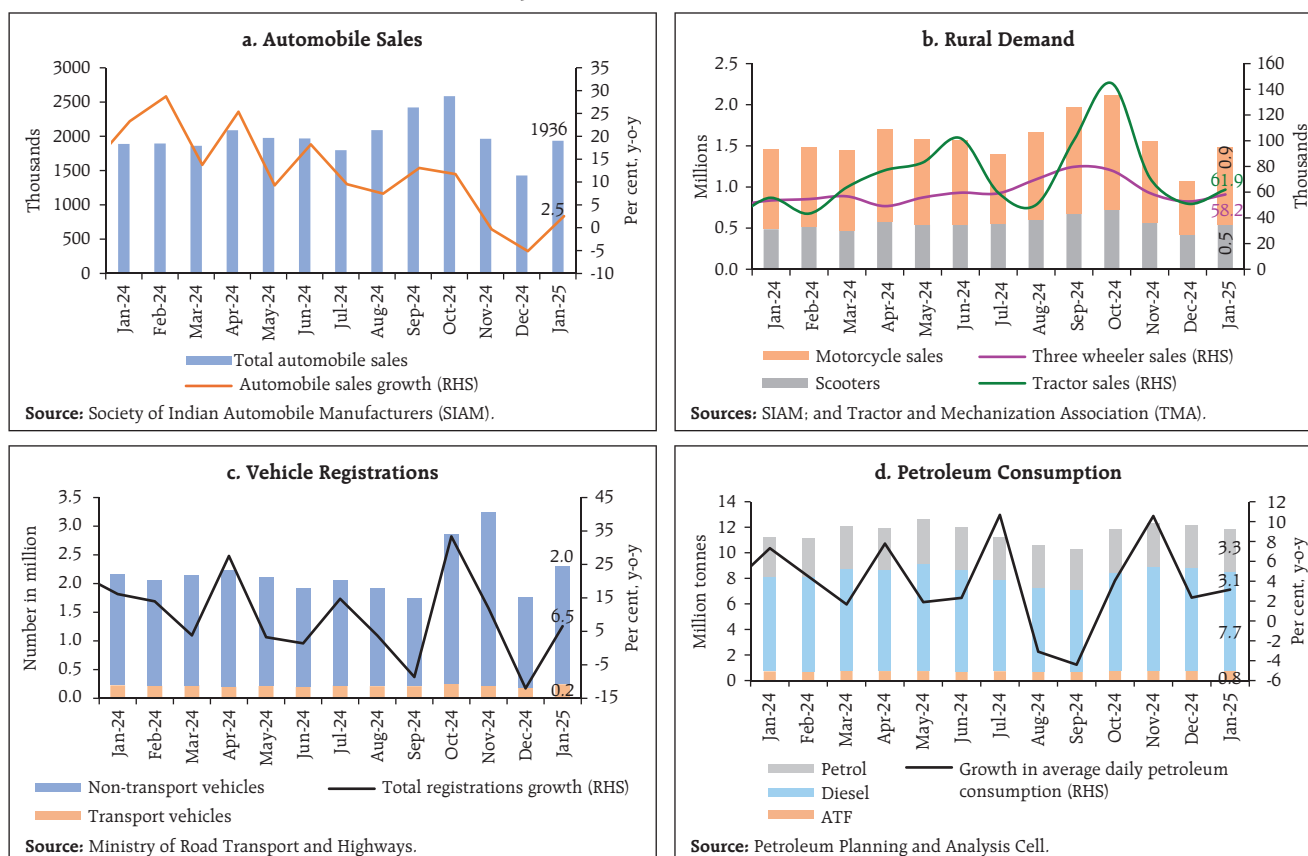 a. Automobile Sales
Thousands
3000
2500
2000
1500
1000
500
0
35
30
25
20
15
10
5
0
-5
-10
Per cent, y-o-y
1936
2.5
Jan-24
Feb-24
Mar-24
Apr-24
May-24
Jun-24
Jul-24
Aug-24
Sep-24
Oct-24
Nov-24
Dec-24
Jan-25
Total automobile sales
Automobile sales growth (RHS)
Source: Society of Indian Automobile Manufacturers (SIAM).
b. Rural Demand
Millions
2.5
2.0
1.5
1.0
0.5
0.0
160
140
120
100
80
60
40
20
0
Thousands
0.9
61.9
58.2
0.5
Jan-24
Feb-24
Mar-24
Apr-24
May-24
Jun-24
Jul-24
Aug-24
Sep-24
Oct-24
Nov-24
Dec-24
Jan-25
Motorcycle sales
Three wheeler sales (RHS)
Scooters
Tractor sales (RHS)
Sources: SIAM; and Tractor and Mechanization Association (TMA).
c. Vehicle Registrations
Number in million
3.5
3.0
2.5
2.0
1.5
1.0
0.5
0.0
45
35
25
15
5
-5
-15
Per cent, y-o-y
2.0
6.5
0.2
Jan-24
Feb-24
Mar-24
Apr-24
May-24
Jun-24
Jul-24
Aug-24
Sep-24
Oct-24
Nov-24
Dec-24
Jan-25
Non-transport vehicles
Total registrations growth (RHS)
Transport vehicles
Source: Ministry of Road Transport and Highways.
d. Petroleum Consumption
Million tonnes
14
12
10
8
6
4
2
0
12
10
8
6
4
2
0
-2
-4
-6
Per cent, y-o-y
3.3
3.1
7.7
0.8
Jan-24
Feb-24
Mar-24
Apr-24
May-24
Jun-24
Jul-24
Aug-24
Sep-24
Oct-24
Nov-24
Dec-24
Jan-25
Petrol
Diesel
ATF
Growth in average daily petroleum
consumption (RHS)
Source: Petroleum Planning and Analysis Cell.